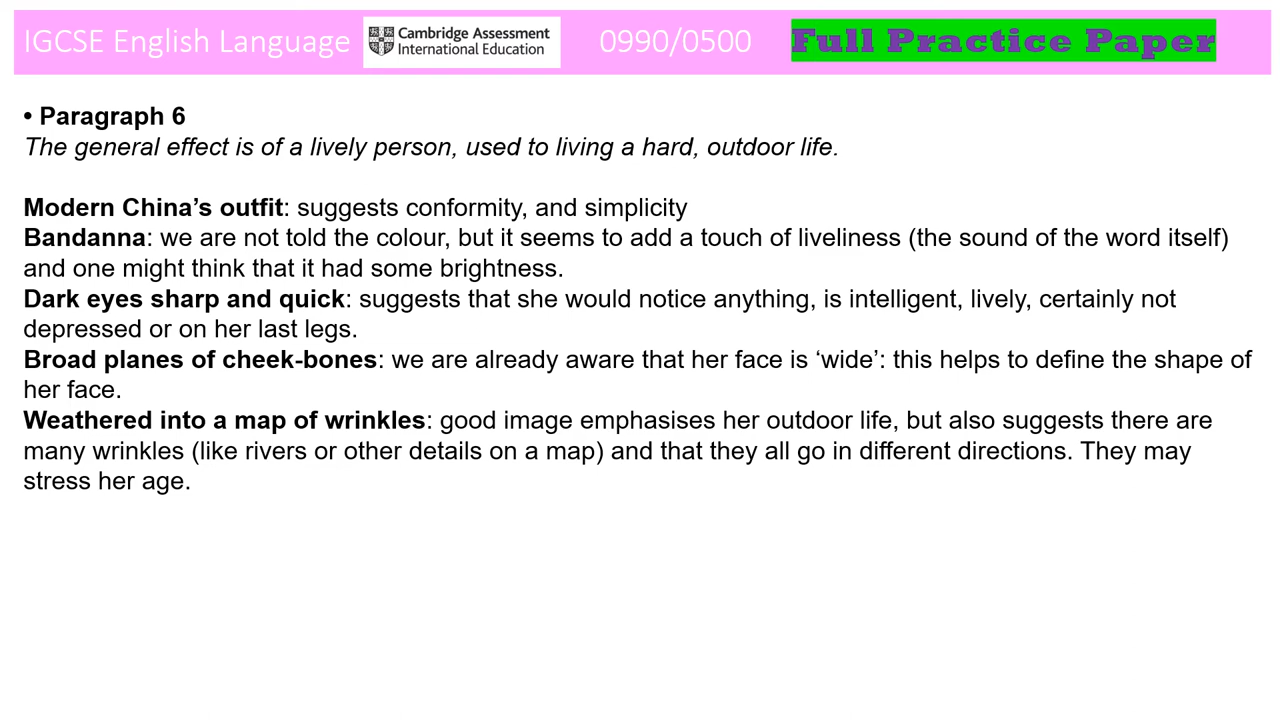 IGCSE English Language
Cambridge Assessment
International Education
0990/0500
Full Practice Paper
• Paragraph 6
The general effect is of a lively person, used to living a hard, outdoor life.
Modern China’s outfit: suggests conformity, and simplicity
Bandanna: we are not told the colour, but it seems to add a touch of liveliness (the sound of the word itself)
and one might think that it had some brightness.
Dark eyes sharp and quick: suggests that she would notice anything, is intelligent, lively, certainly not
depressed or on her last legs.
Broad planes of cheek-bones: we are already aware that her face is ‘wide’: this helps to define the shape of
her face.
Weathered into a map of wrinkles: good image emphasises her outdoor life, but also suggests there are
many wrinkles (like rivers or other details on a map) and that they all go in different directions. They may
stress her age.